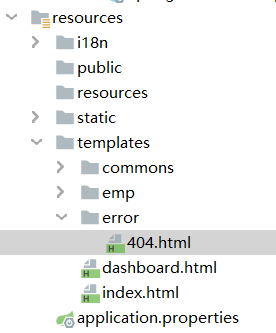 resources
i18n
public
resources
static
templates
commons
emp
error
404.html
dashboard.html
index.html
application.properties